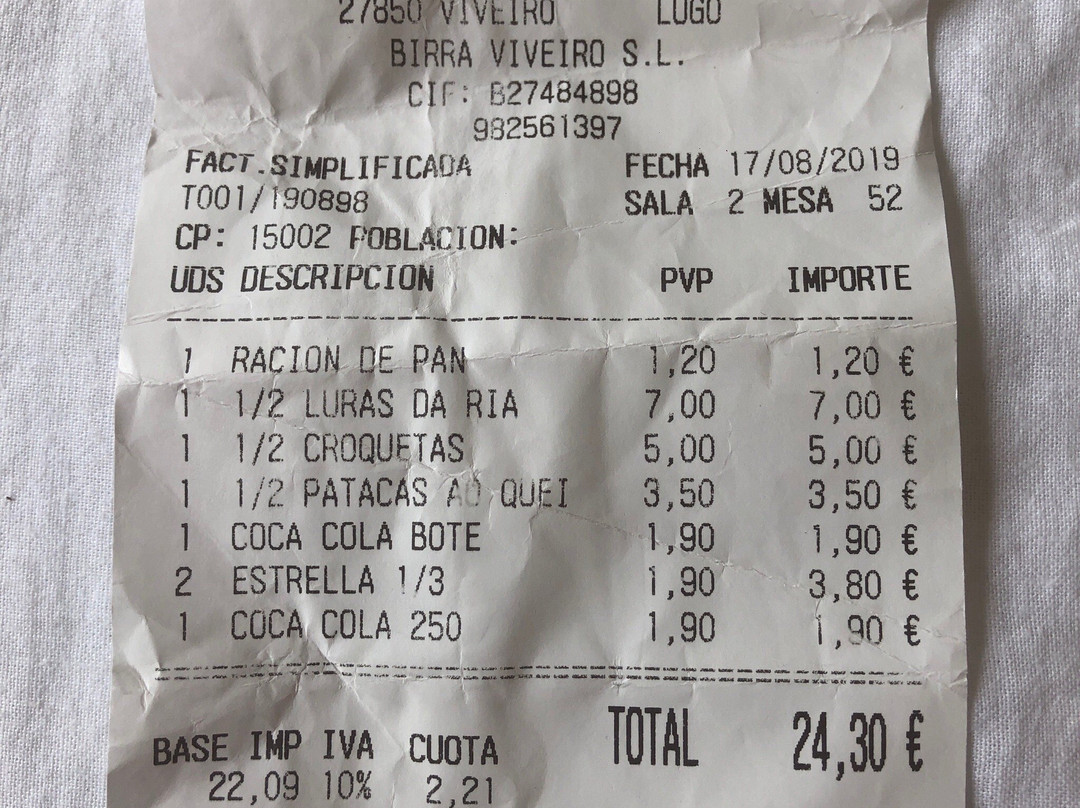 27850 VIVEIRO LUGO
BIRRA VIVEIRO S.L.
CIF: B27484898
982561397
FACT.SIMPLIFICADA FECHA 17/08/2019
T001/190898 SALA 2 MESA 52
CP: 15002 POBLACION:
UDS DESCRIPCION PVP IMPORTE
1 RACION DE PAN 1,20 1,20 €
1 1/2 LURAS DA RIA 7,00 7,00 €
1 1/2 CROQUETAS 5,00 5,00 €
1 1/2 PATACAS AO QUEI 3,50 3,50 €
1 COCA COLA BOTE 1,90 1,90 €
2 ESTRELLA 1/3 1,90 3,80 €
1 COCA COLA 250 1,90 1,90 €
TOTAL 24,30 €
BASE IMP IVA CUOTA
22,09 10% 2,21